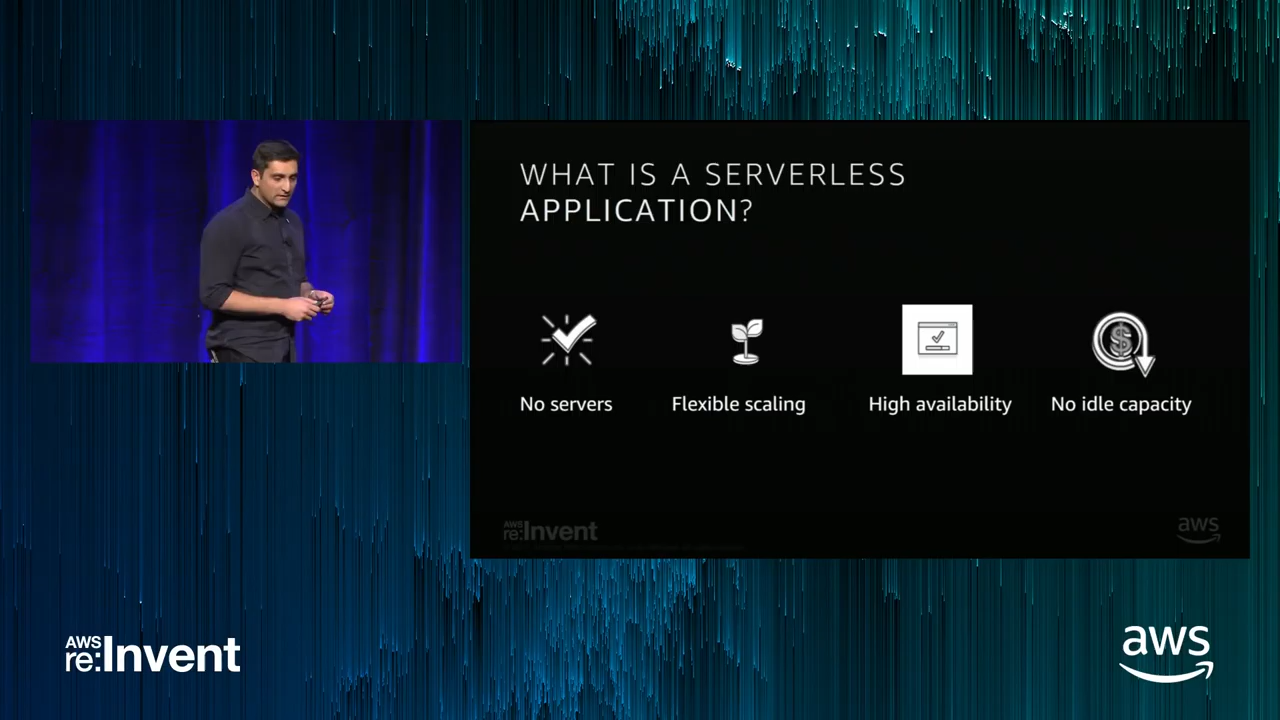 WHAT IS A SERVERLESS
APPLICATION?
No servers
Flexible scaling
High availability
No idle capacity
AWS
re:Invent
aws
AWS
re:Invent
aws